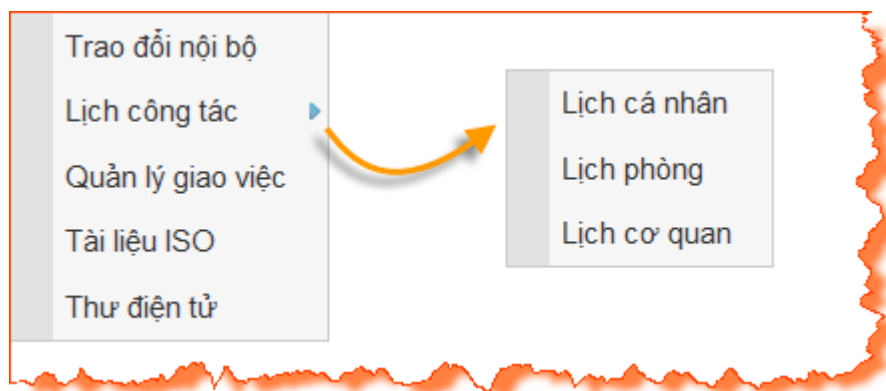 Trao đổi nội bộ
Lịch công tác
Quản lý giao việc
Tài liệu ISO
Thư điện tử
Lịch cá nhân
Lịch phòng
Lịch cơ quan